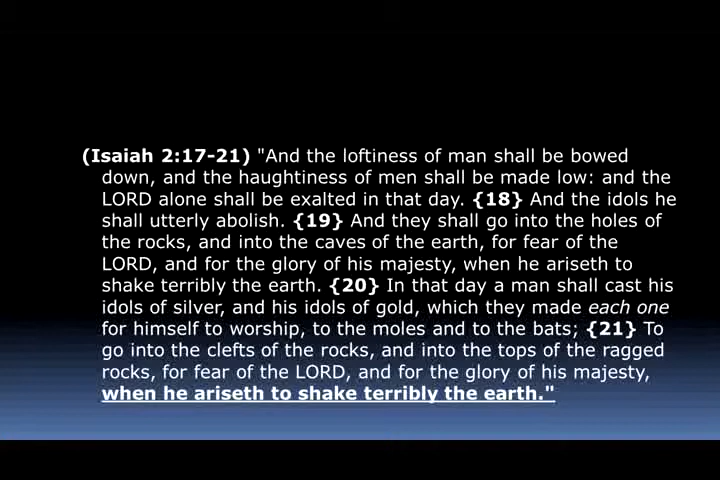 (Isaiah 2:17-21) "And the loftiness of man shall be bowed
down, and the haughtiness of men shall be made low: and the
LORD alone shall be exalted in that day. {18} And the idols he
shall utterly abolish. {19} And they shall go into the holes of
the rocks, and into the caves of the earth, for fear of the
LORD, and for the glory of his majesty, when he ariseth to
shake terribly the earth. {20} In that day a man shall cast his
idols of silver, and his idols of gold, which they made each one
for himself to worship, to the moles and to the bats; {21} To
go into the clefts of the rocks, and into the tops of the ragged
rocks, for fear of the LORD, and for the glory of his majesty,
when he ariseth to shake terribly the earth."